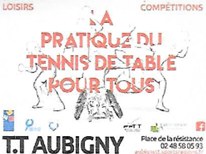 LOISIRS COMPÉTITIONS
LA
PRATIQUE DU
TENNIS DE TABLE
POUR TOUS
T.T AUBIGNY
Place de la résistance
02 48 58 05 93